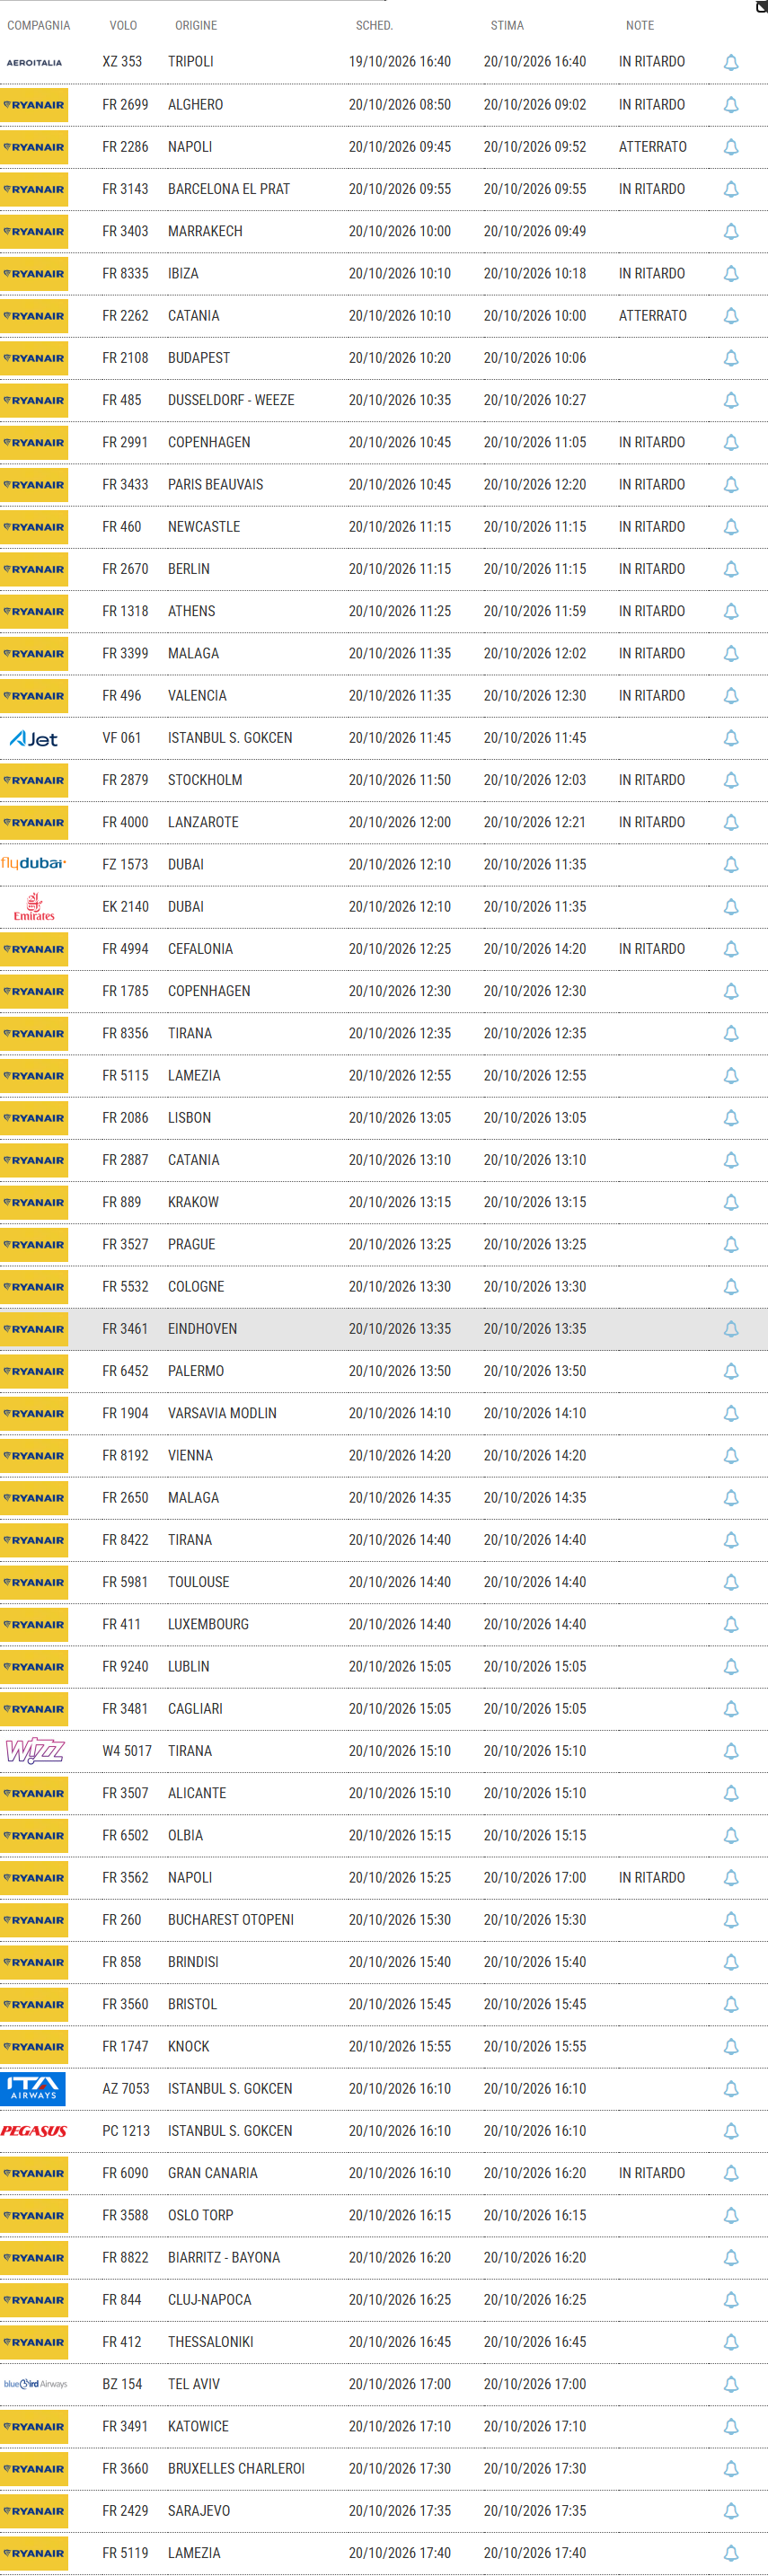 COMPAGNIA VOLO ORIGINE SCHED. STIMA NOTE
AEROITALIA XZ 353 TRIPOLI 19/10/2026 16:40 20/10/2026 16:40 IN RITARDO
RYANAIR FR 2699 ALGHERO 20/10/2026 08:50 20/10/2026 09:02 IN RITARDO
RYANAIR FR 2286 NAPOLI 20/10/2026 09:45 20/10/2026 09:52 ATTERRATO
RYANAIR FR 3143 BARCELONA EL PRAT 20/10/2026 09:55 20/10/2026 09:55 IN RITARDO
RYANAIR FR 3403 MARRAKECH 20/10/2026 10:00 20/10/2026 09:49
RYANAIR FR 8335 IBIZA 20/10/2026 10:10 20/10/2026 10:18 IN RITARDO
RYANAIR FR 2262 CATANIA 20/10/2026 10:10 20/10/2026 10:00 ATTERRATO
RYANAIR FR 2108 BUDAPEST 20/10/2026 10:20 20/10/2026 10:06
RYANAIR FR 485 DUSSELDORF - WEEZE 20/10/2026 10:35 20/10/2026 10:27
RYANAIR FR 2991 COPENHAGEN 20/10/2026 10:45 20/10/2026 11:05 IN RITARDO
RYANAIR FR 3433 PARIS BEAUVAIS 20/10/2026 10:45 20/10/2026 12:20 IN RITARDO
RYANAIR FR 460 NEWCASTLE 20/10/2026 11:15 20/10/2026 11:15 IN RITARDO
RYANAIR FR 2670 BERLIN 20/10/2026 11:15 20/10/2026 11:15 IN RITARDO
RYANAIR FR 1318 ATHENS 20/10/2026 11:25 20/10/2026 11:59 IN RITARDO
RYANAIR FR 3399 MALAGA 20/10/2026 11:35 20/10/2026 12:02 IN RITARDO
RYANAIR FR 496 VALENCIA 20/10/2026 11:35 20/10/2026 12:30 IN RITARDO
AJet VF 061 ISTANBUL S. GOKCEN 20/10/2026 11:45 20/10/2026 11:45
RYANAIR FR 2879 STOCKHOLM 20/10/2026 11:50 20/10/2026 12:03 IN RITARDO
RYANAIR FR 4000 LANZAROTE 20/10/2026 12:00 20/10/2026 12:21 IN RITARDO
flydubai FZ 1573 DUBAI 20/10/2026 12:10 20/10/2026 11:35
Emirates EK 2140 DUBAI 20/10/2026 12:10 20/10/2026 11:35
RYANAIR FR 4994 CEFALONIA 20/10/2026 12:25 20/10/2026 14:20 IN RITARDO
RYANAIR FR 1785 COPENHAGEN 20/10/2026 12:30 20/10/2026 12:30
RYANAIR FR 8356 TIRANA 20/10/2026 12:35 20/10/2026 12:35
RYANAIR FR 5115 LAMEZIA 20/10/2026 12:55 20/10/2026 12:55
RYANAIR FR 2086 LISBON 20/10/2026 13:05 20/10/2026 13:05
RYANAIR FR 2887 CATANIA 20/10/2026 13:10 20/10/2026 13:10
RYANAIR FR 889 KRAKOW 20/10/2026 13:15 20/10/2026 13:15
RYANAIR FR 3527 PRAGUE 20/10/2026 13:25 20/10/2026 13:25
RYANAIR FR 5532 COLOGNE 20/10/2026 13:30 20/10/2026 13:30
RYANAIR FR 3461 EINDHOVEN 20/10/2026 13:35 20/10/2026 13:35
RYANAIR FR 6452 PALERMO 20/10/2026 13:50 20/10/2026 13:50
RYANAIR FR 1904 VARSAVIA MODLIN 20/10/2026 14:10 20/10/2026 14:10
RYANAIR FR 8192 VIENNA 20/10/2026 14:20 20/10/2026 14:20
RYANAIR FR 2650 MALAGA 20/10/2026 14:35 20/10/2026 14:35
RYANAIR FR 8422 TIRANA 20/10/2026 14:40 20/10/2026 14:40
RYANAIR FR 5981 TOULOUSE 20/10/2026 14:40 20/10/2026 14:40
RYANAIR FR 411 LUXEMBOURG 20/10/2026 14:40 20/10/2026 14:40
RYANAIR FR 9240 LUBLIN 20/10/2026 15:05 20/10/2026 15:05
RYANAIR FR 3481 CAGLIARI 20/10/2026 15:05 20/10/2026 15:05
WIZZ W4 5017 TIRANA 20/10/2026 15:10 20/10/2026 15:10
RYANAIR FR 3507 ALICANTE 20/10/2026 15:10 20/10/2026 15:10
RYANAIR FR 6502 OLBIA 20/10/2026 15:15 20/10/2026 15:15
RYANAIR FR 3562 NAPOLI 20/10/2026 15:25 20/10/2026 17:00 IN RITARDO
RYANAIR FR 260 BUCHAREST OTOPENI 20/10/2026 15:30 20/10/2026 15:30
RYANAIR FR 858 BRINDISI 20/10/2026 15:40 20/10/2026 15:40
RYANAIR FR 3560 BRISTOL 20/10/2026 15:45 20/10/2026 15:45
RYANAIR FR 1747 KNOCK 20/10/2026 15:55 20/10/2026 15:55
ITA AIRWAYS AZ 7053 ISTANBUL S. GOKCEN 20/10/2026 16:10 20/10/2026 16:10
PEGASUS PC 1213 ISTANBUL S. GOKCEN 20/10/2026 16:10 20/10/2026 16:10
RYANAIR FR 6090 GRAN CANARIA 20/10/2026 16:10 20/10/2026 16:20 IN RITARDO
RYANAIR FR 3588 OSLO TORP 20/10/2026 16:15 20/10/2026 16:15
RYANAIR FR 8822 BIARRITZ - BAYONA 20/10/2026 16:20 20/10/2026 16:20
RYANAIR FR 844 CLUJ-NAPOCA 20/10/2026 16:25 20/10/2026 16:25
RYANAIR FR 412 THESSALONIKI 20/10/2026 16:45 20/10/2026 16:45
blueBird Airways BZ 154 TEL AVIV 20/10/2026 17:00 20/10/2026 17:00
RYANAIR FR 3491 KATOWICE 20/10/2026 17:10 20/10/2026 17:10
RYANAIR FR 3660 BRUXELLES CHARLEROI 20/10/2026 17:30 20/10/2026 17:30
RYANAIR FR 2429 SARAJEVO 20/10/2026 17:35 20/10/2026 17:35
RYANAIR FR 5119 LAMEZIA 20/10/2026 17:40 20/10/2026 17:40